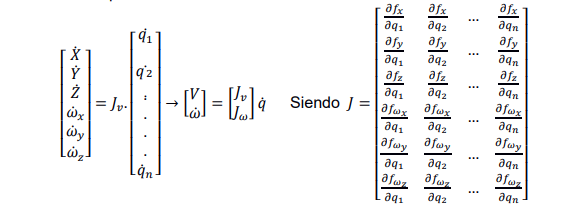 [Ẋ Ẏ Ż ω̇x ω̇y ω̇z] = Jv. [q̇1 q̇2 . . . . q̇n] → [V ω̇] = [Jv Jω] q̇ Siendo J =
∂fx/∂q1 ∂fx/∂q2 ... ∂fx/∂qn
∂fy/∂q1 ∂fy/∂q2 ... ∂fy/∂qn
∂fz/∂q1 ∂fz/∂q2 ... ∂fz/∂qn
∂fωx/∂q1 ∂fωx/∂q2 ... ∂fωx/∂qn
∂fωy/∂q1 ∂fωy/∂q2 ... ∂fωy/∂qn
∂fωz/∂q1 ∂fωz/∂q2 ... ∂fωz/∂qn